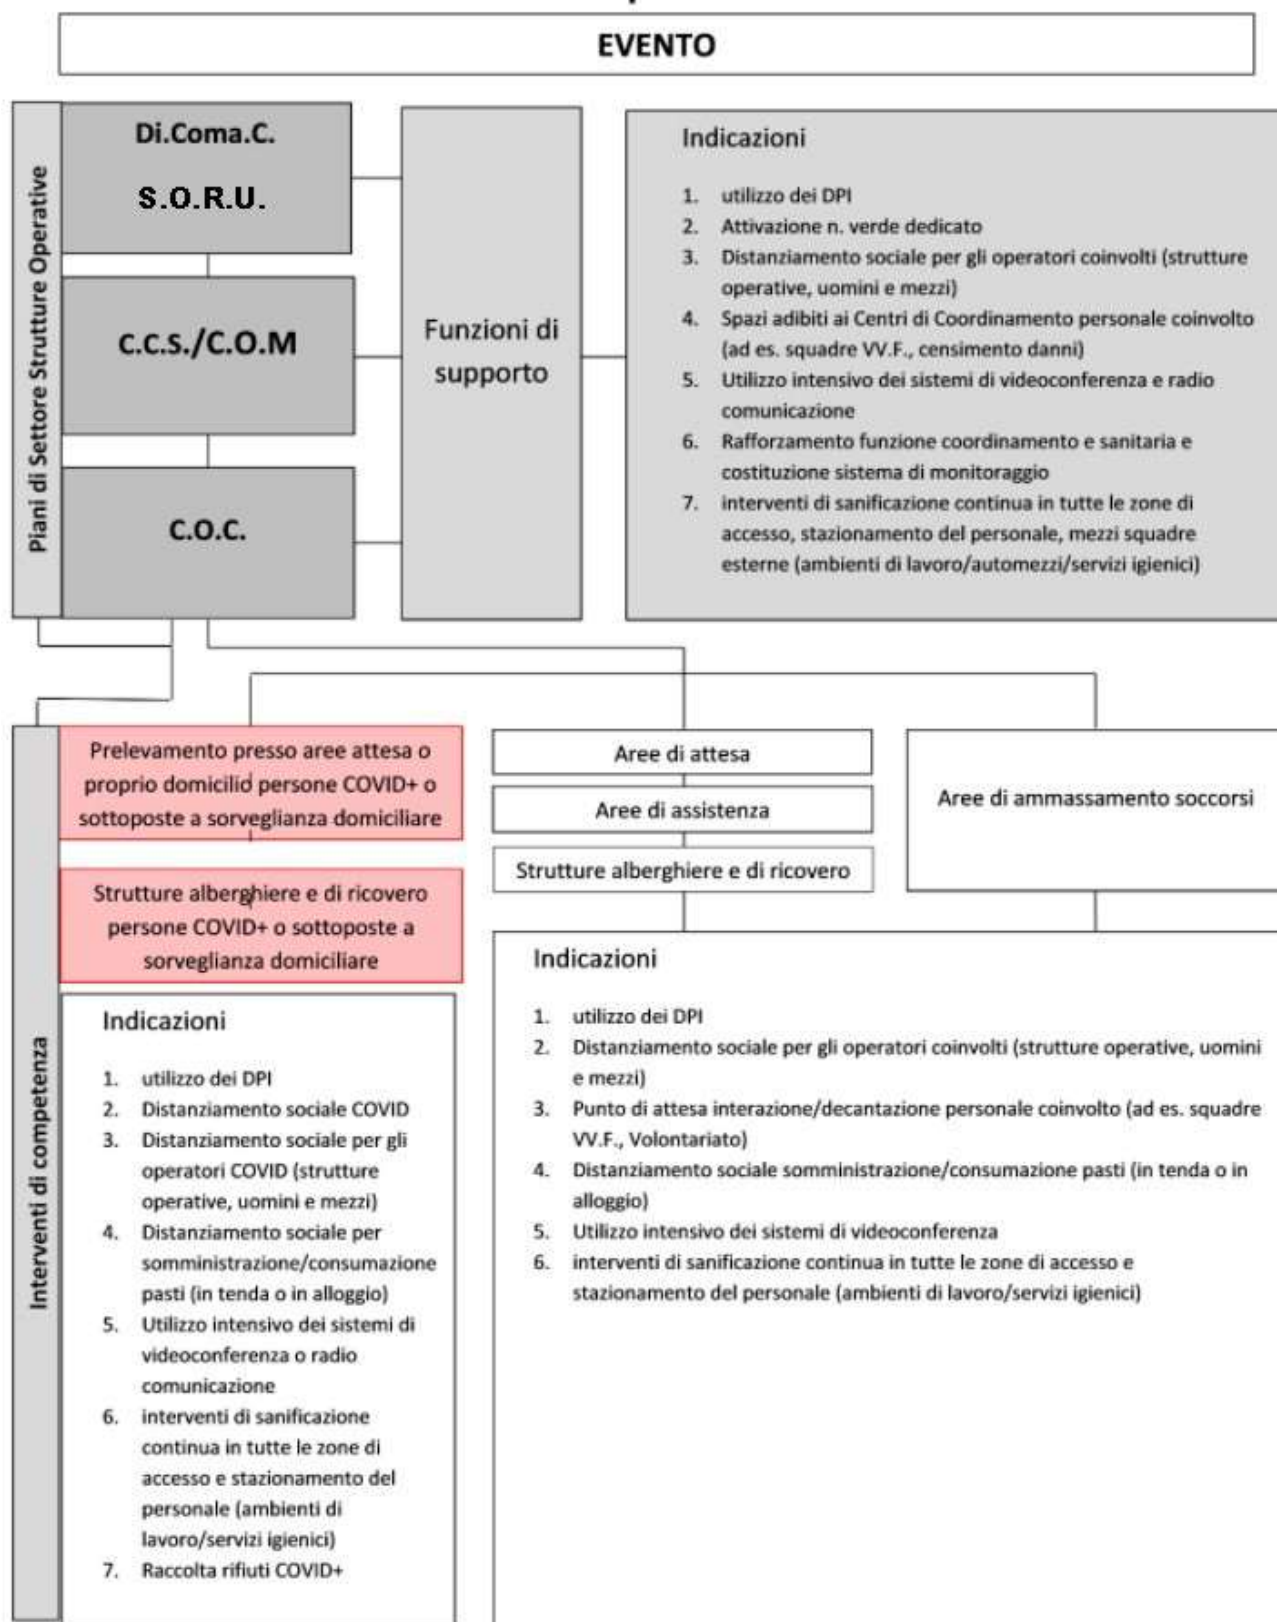 EVENTO
Piani di Settore Strutture Operative
Di.Coma.C.
S.O.R.U.
C.C.S./C.O.M
C.O.C.
Funzioni di
supporto
Indicazioni
1. utilizzo dei DPI
2. Attivazione n. verde dedicato
3. Distanziamento sociale per gli operatori coinvolti (strutture
operative, uomini e mezzi)
4. Spazi adibiti ai Centri di Coordinamento personale coinvolto
(ad es. squadre VV.F., censimento danni)
5. Utilizzo intensivo dei sistemi di videoconferenza e radio
comunicazione
6. Rafforzamento funzione coordinamento e sanitaria e
costituzione sistema di monitoraggio
7. interventi di sanificazione continua in tutte le zone di
accesso, stazionamento del personale, mezzi squadre
esterne (ambienti di lavoro/automezzi/servizi igienici)
Interventi di competenza
Prelevamento presso aree attesa o
proprio domicilio persone COVID+ o
sottoposte a sorveglianza domiciliare
Strutture alberghiere e di ricovero
persone COVID+ o sottoposte a
sorveglianza domiciliare
Indicazioni
1. utilizzo dei DPI
2. Distanziamento sociale COVID
3. Distanziamento sociale per gli
operatori COVID (strutture
operative, uomini e mezzi)
4. Distanziamento sociale per
somministrazione/consumazione
pasti (in tenda o in alloggio)
5. Utilizzo intensivo dei sistemi di
videoconferenza o radio
comunicazione
6. interventi di sanificazione
continua in tutte le zone di
accesso e stazionamento del
personale (ambienti di
lavoro/servizi igienici)
7. Raccolta rifiuti COVID+
Aree di attesa
Aree di assistenza
Strutture alberghiere e di ricovero
Aree di ammassamento soccorsi
Indicazioni
1. utilizzo dei DPI
2. Distanziamento sociale per gli operatori coinvolti (strutture operative, uomini
e mezzi)
3. Punto di attesa interazione/decantazione personale coinvolto (ad es. squadre
VV.F., Volontariato)
4. Distanziamento sociale somministrazione/consumazione pasti (in tenda o in
alloggio)
5. Utilizzo intensivo dei sistemi di videoconferenza
6. interventi di sanificazione continua in tutte le zone di accesso e
stazionamento del personale (ambienti di lavoro/servizi igienici)